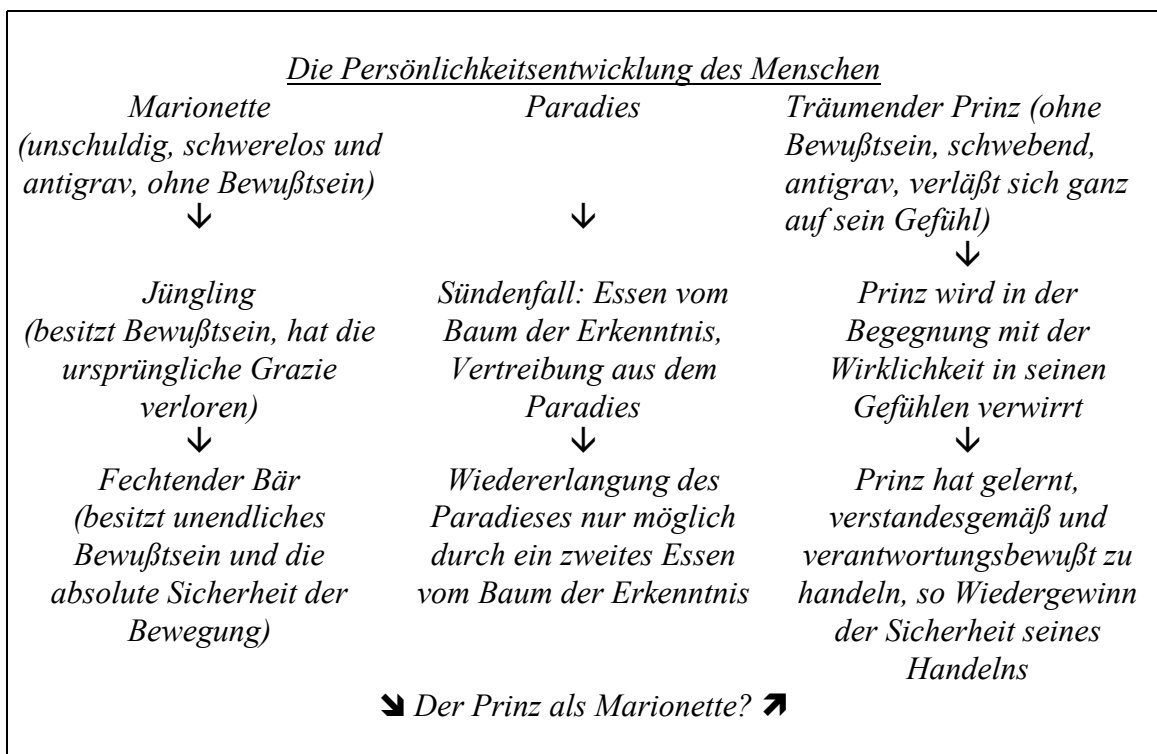 Die Persönlichkeitsentwicklung des Menschen
Marionette
(unschuldig, schwerelos und
antigrav, ohne Bewußtsein)
↓
Jüngling
(besitzt Bewußtsein, hat die
ursprüngliche Grazie
verloren)
↓
Fechtender Bär
(besitzt unendliches
Bewußtsein und die
absolute Sicherheit der
Bewegung)
Paradies
↓
Sündenfall: Essen vom
Baum der Erkenntnis,
Vertreibung aus dem
Paradies
↓
Wiedererlangung des
Paradieses nur möglich
durch ein zweites Essen
vom Baum der Erkenntnis
Träumender Prinz (ohne
Bewußtsein, schwebend,
antigrav, verläßt sich ganz
auf sein Gefühl)
↓
Prinz wird in der
Begegnung mit der
Wirklichkeit in seinen
Gefühlen verwirrt
↓
Prinz hat gelernt,
verstandesgemäß und
verantwortungsbewußt zu
handeln, so Wiedergewinn
der Sicherheit seines
Handelns
➘ Der Prinz als Marionette? ➚